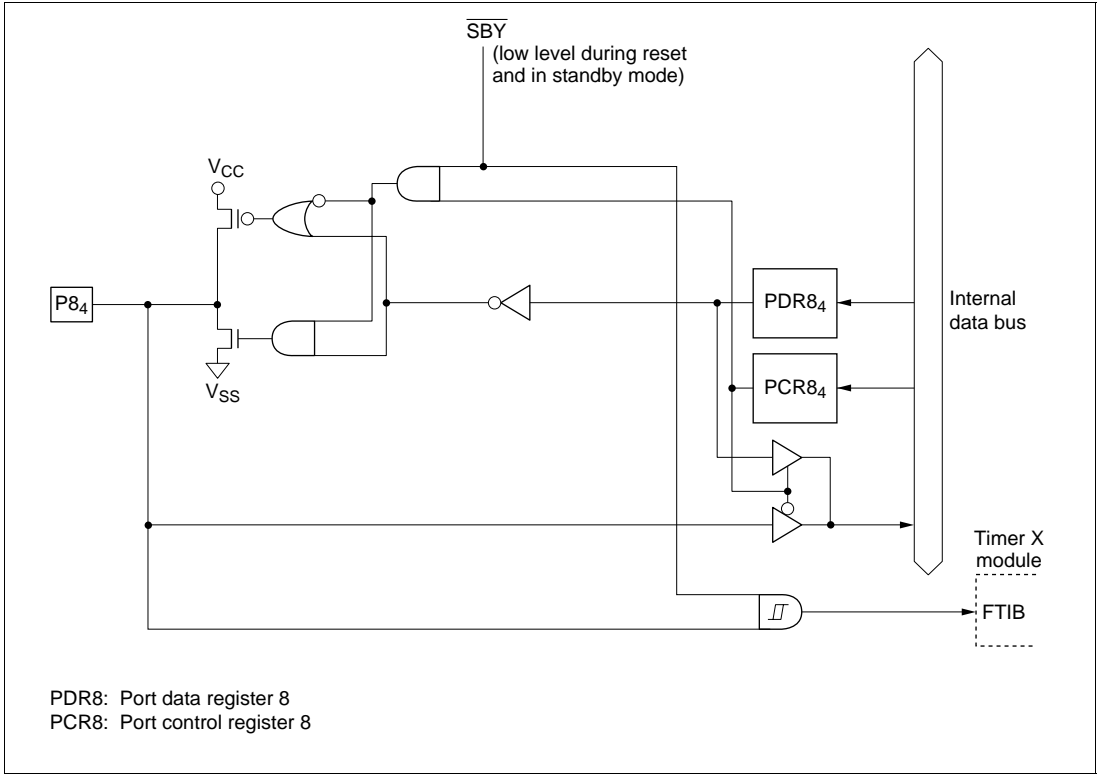 SBY
(low level during reset
and in standby mode)
VCC
P84
VSS
PDR84
PCR84
Internal
data bus
Timer X
module
FTIB
PDR8: Port data register 8
PCR8: Port control register 8